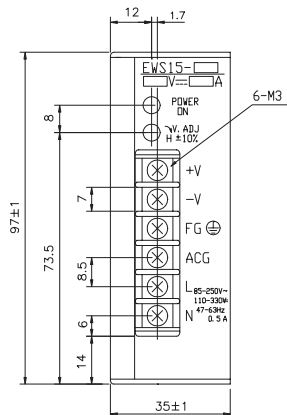 12 1.7
EWS15-
V A
POWER
ON
V. ADJ
H ±10%
6-M3
+V
-V
FG
ACG
L 85-250V~
110-330V
N 47-63Hz
0.5A
97±1
8
73.5
7
8.5
6
14
35±1